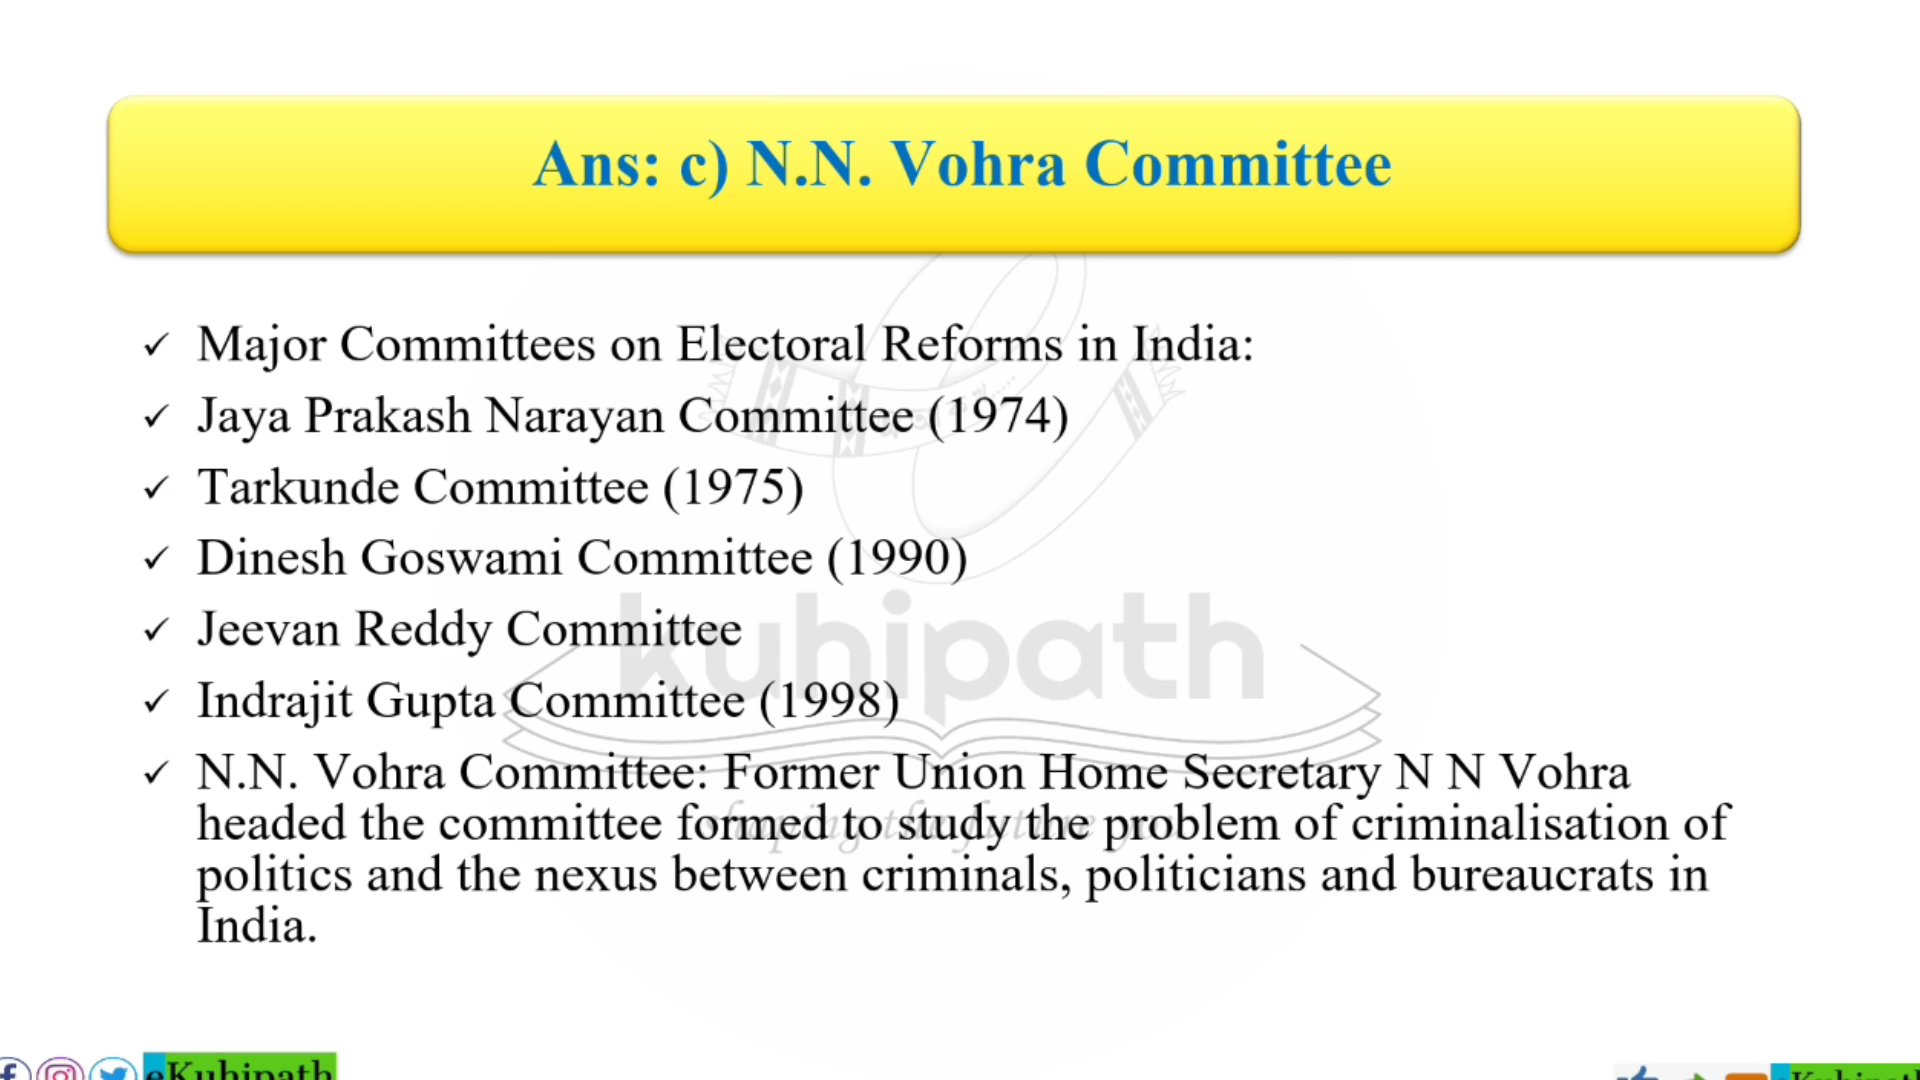 Ans: c) N.N. Vohra Committee
✓ Major Committees on Electoral Reforms in India:
✓ Jaya Prakash Narayan Committee (1974)
✓ Tarkunde Committee (1975)
✓ Dinesh Goswami Committee (1990)
✓ Jeevan Reddy Committee
✓ Indrajit Gupta Committee (1998)
✓ N.N. Vohra Committee: Former Union Home Secretary N N Vohra
headed the committee formed to study the problem of criminalisation of
politics and the nexus between criminals, politicians and bureaucrats in
India.
kuhipath
eKuhipath